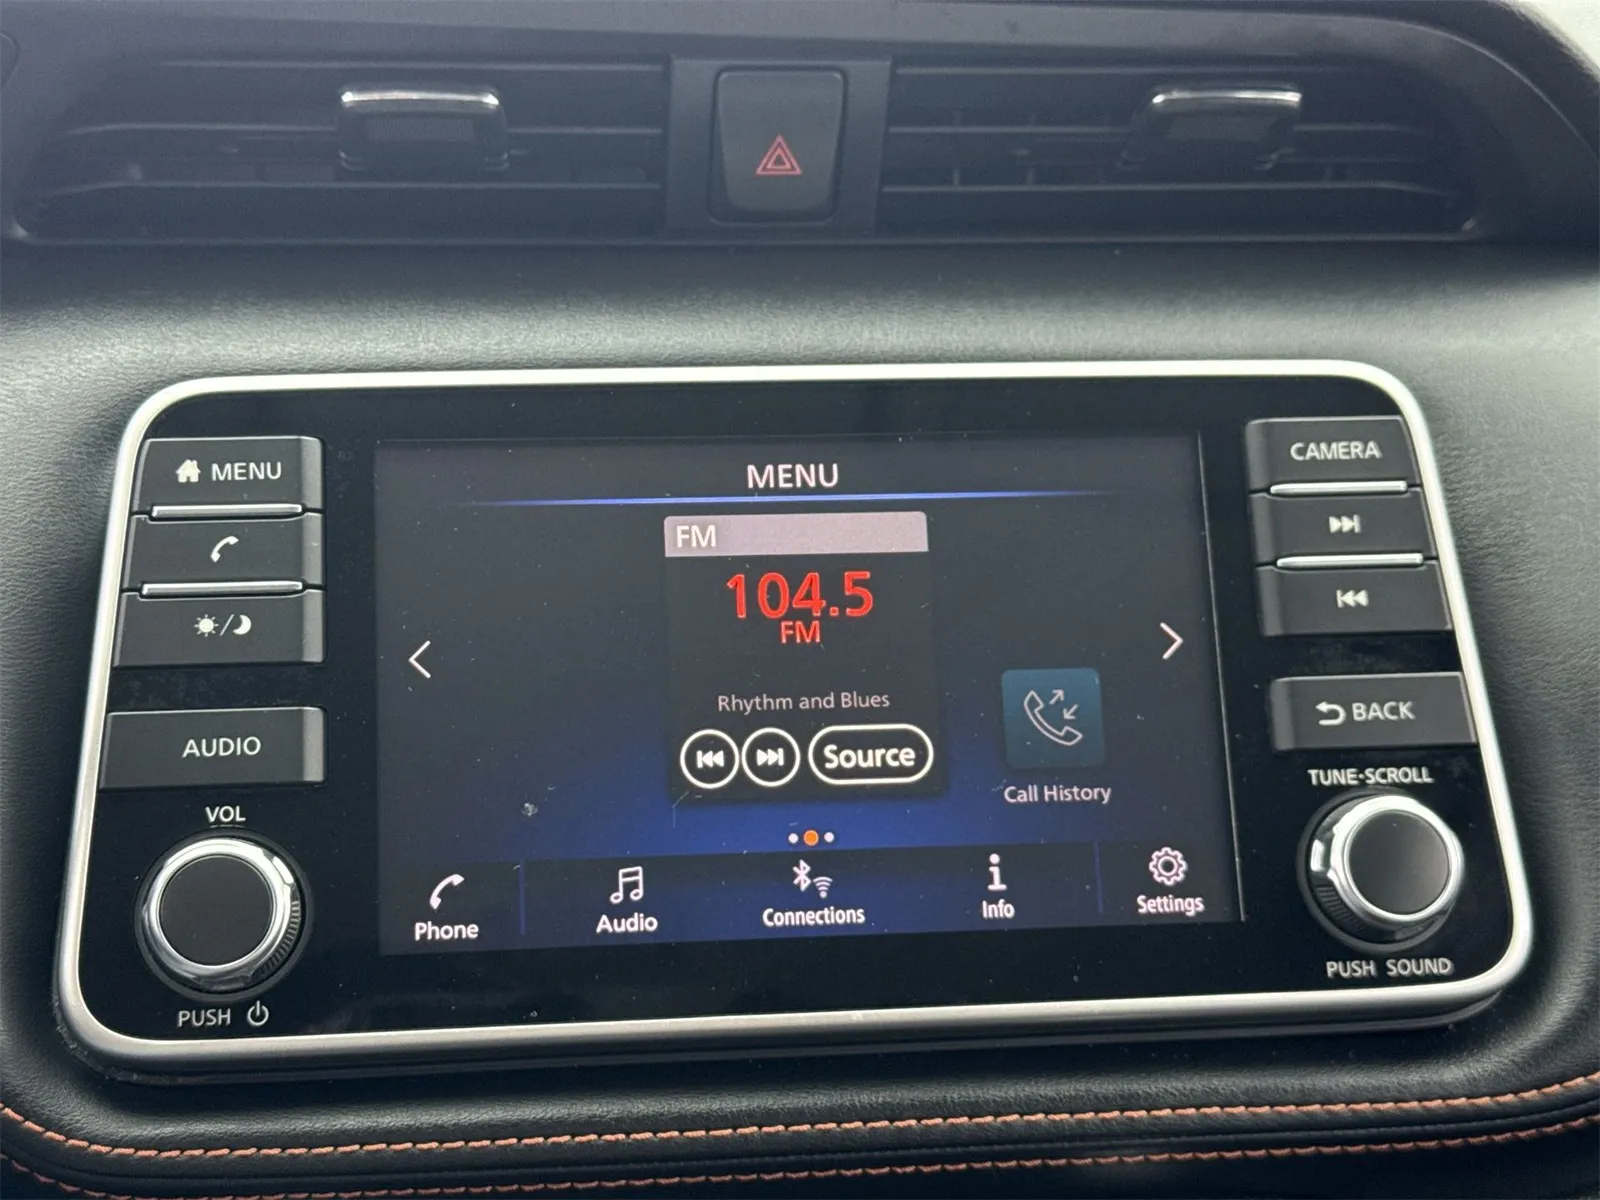 MENU
AUDIO
VOL
PUSH
MENU
FM
104.5
FM
Rhythm and Blues
Source
Call History
Phone
Audio
Connections
Info
Settings
CAMERA
BACK
TUNE•SCROLL
PUSH SOUND